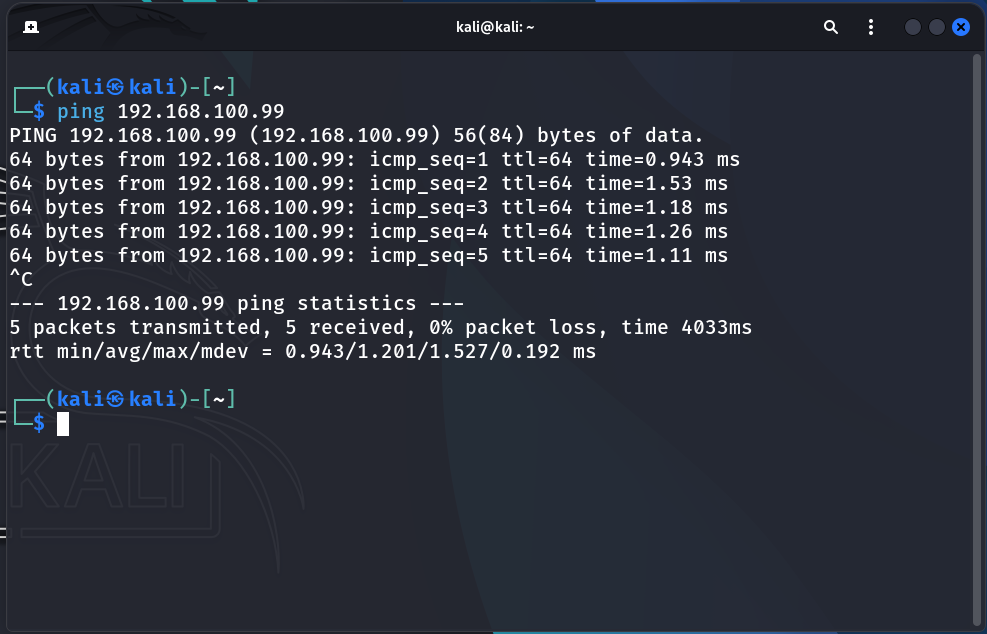 kali@kali: ~
┌──(kali㉿kali)-[~]
└─$ ping 192.168.100.99
PING 192.168.100.99 (192.168.100.99) 56(84) bytes of data.
64 bytes from 192.168.100.99: icmp_seq=1 ttl=64 time=0.943 ms
64 bytes from 192.168.100.99: icmp_seq=2 ttl=64 time=1.53 ms
64 bytes from 192.168.100.99: icmp_seq=3 ttl=64 time=1.18 ms
64 bytes from 192.168.100.99: icmp_seq=4 ttl=64 time=1.26 ms
64 bytes from 192.168.100.99: icmp_seq=5 ttl=64 time=1.11 ms
^C
--- 192.168.100.99 ping statistics ---
5 packets transmitted, 5 received, 0% packet loss, time 4033ms
rtt min/avg/max/mdev = 0.943/1.201/1.527/0.192 ms
┌──(kali㉿kali)-[~]
└─$
KALI